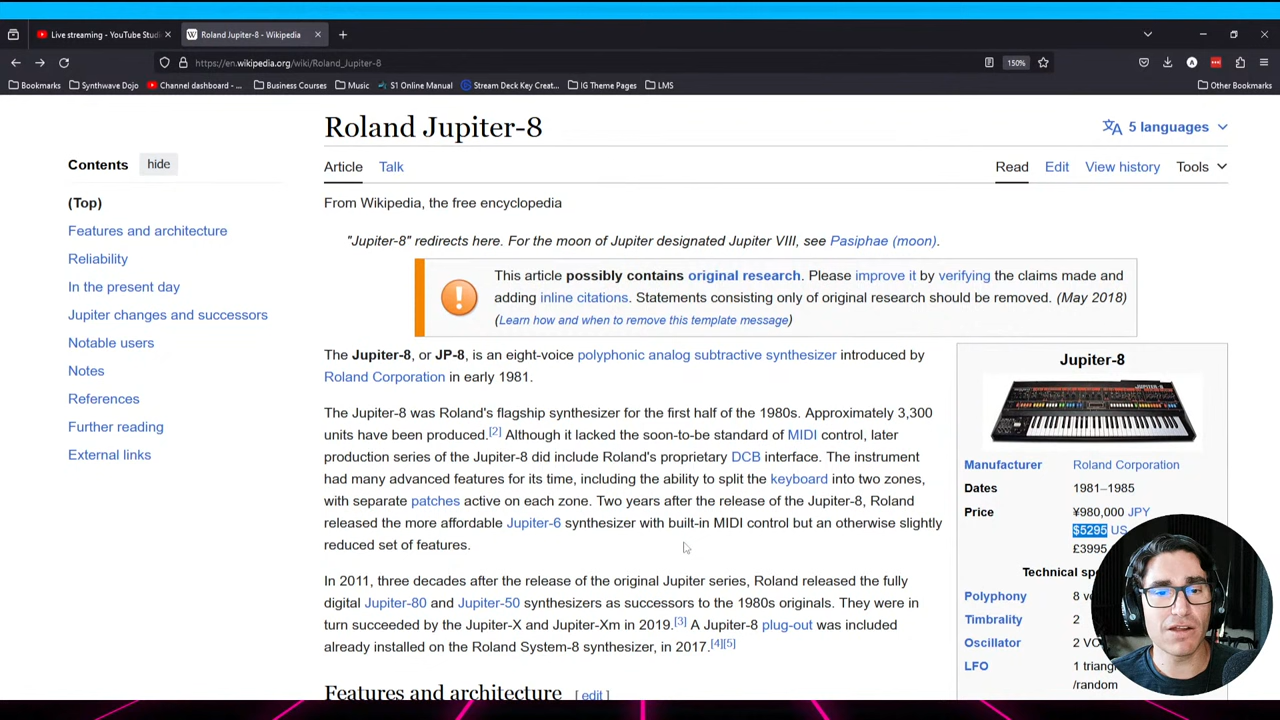 Live streaming - YouTube Studi
Roland Jupiter-8 - Wikipedia
https://en.wikipedia.org/wiki/Roland_Jupiter-8
150%
Bookmarks
Synthwave Dojo
Channel dashboard - ...
Business Courses
Music
S1 Online Manual
Stream Deck Key Creat...
IG Theme Pages
LMS
Other Bookmarks
Roland Jupiter-8
5 languages
Contents
hide
(Top)
Features and architecture
Reliability
In the present day
Jupiter changes and successors
Notable users
Notes
References
Further reading
External links
Article
Talk
Read
Edit
View history
Tools
From Wikipedia, the free encyclopedia
"Jupiter-8" redirects here. For the moon of Jupiter designated Jupiter VIII, see Pasiphae (moon).
This article possibly contains original research. Please improve it by verifying the claims made and
adding inline citations. Statements consisting only of original research should be removed. (May 2018)
(Learn how and when to remove this template message)
The Jupiter-8, or JP-8, is an eight-voice polyphonic analog subtractive synthesizer introduced by
Roland Corporation in early 1981.
The Jupiter-8 was Roland's flagship synthesizer for the first half of the 1980s. Approximately 3,300
units have been produced.[2] Although it lacked the soon-to-be standard of MIDI control, later
production series of the Jupiter-8 did include Roland's proprietary DCB interface. The instrument
had many advanced features for its time, including the ability to split the keyboard into two zones,
with separate patches active on each zone. Two years after the release of the Jupiter-8, Roland
released the more affordable Jupiter-6 synthesizer with built-in MIDI control but an otherwise slightly
reduced set of features.
In 2011, three decades after the release of the original Jupiter series, Roland released the fully
digital Jupiter-80 and Jupiter-50 synthesizers as successors to the 1980s originals. They were in
turn succeeded by the Jupiter-X and Jupiter-Xm in 2019.[3] A Jupiter-8 plug-out was included
already installed on the Roland System-8 synthesizer, in 2017.[4][5]
Features and architecture [ edit ]
Jupiter-8
Manufacturer Roland Corporation
Dates 1981–1985
Price ¥980,000 JPY
$5295 US
£3995
Technical spe
Polyphony 8 v
Timbrality 2
Oscillator 2 VCO
LFO 1 triang
/random